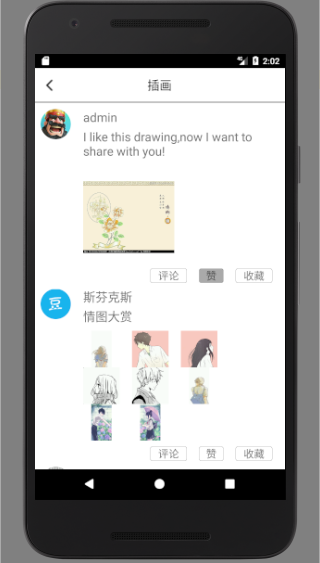 2:02
插画
admin
I like this drawing,now I want to
share with you!
评论 赞 收藏
豆
斯芬克斯
情图大赏
评论 赞 收藏